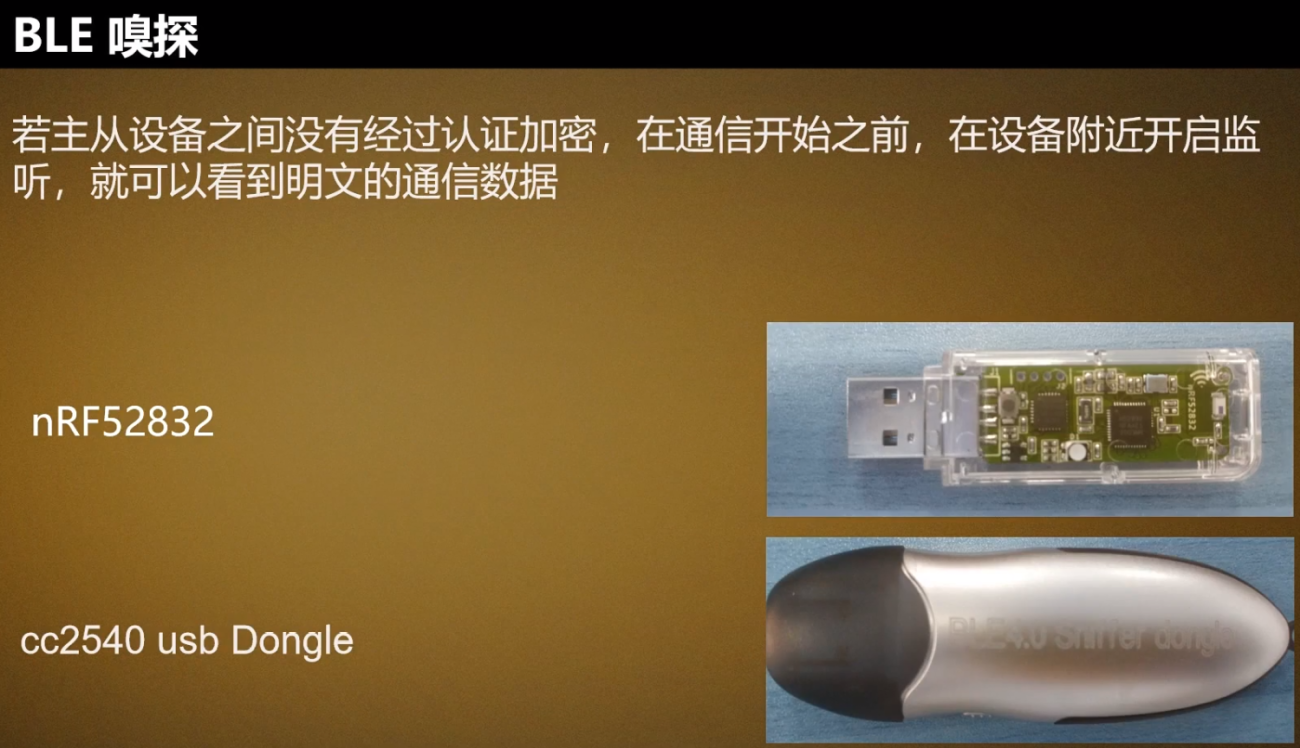 BLE 嗅探
若主从设备之间没有经过认证加密，在通信开始之前，在设备附近开启监
听，就可以看到明文的通信数据
nRF52832
nRF52832
cc2540 usb Dongle
BLE4.0 Sniffer dongle